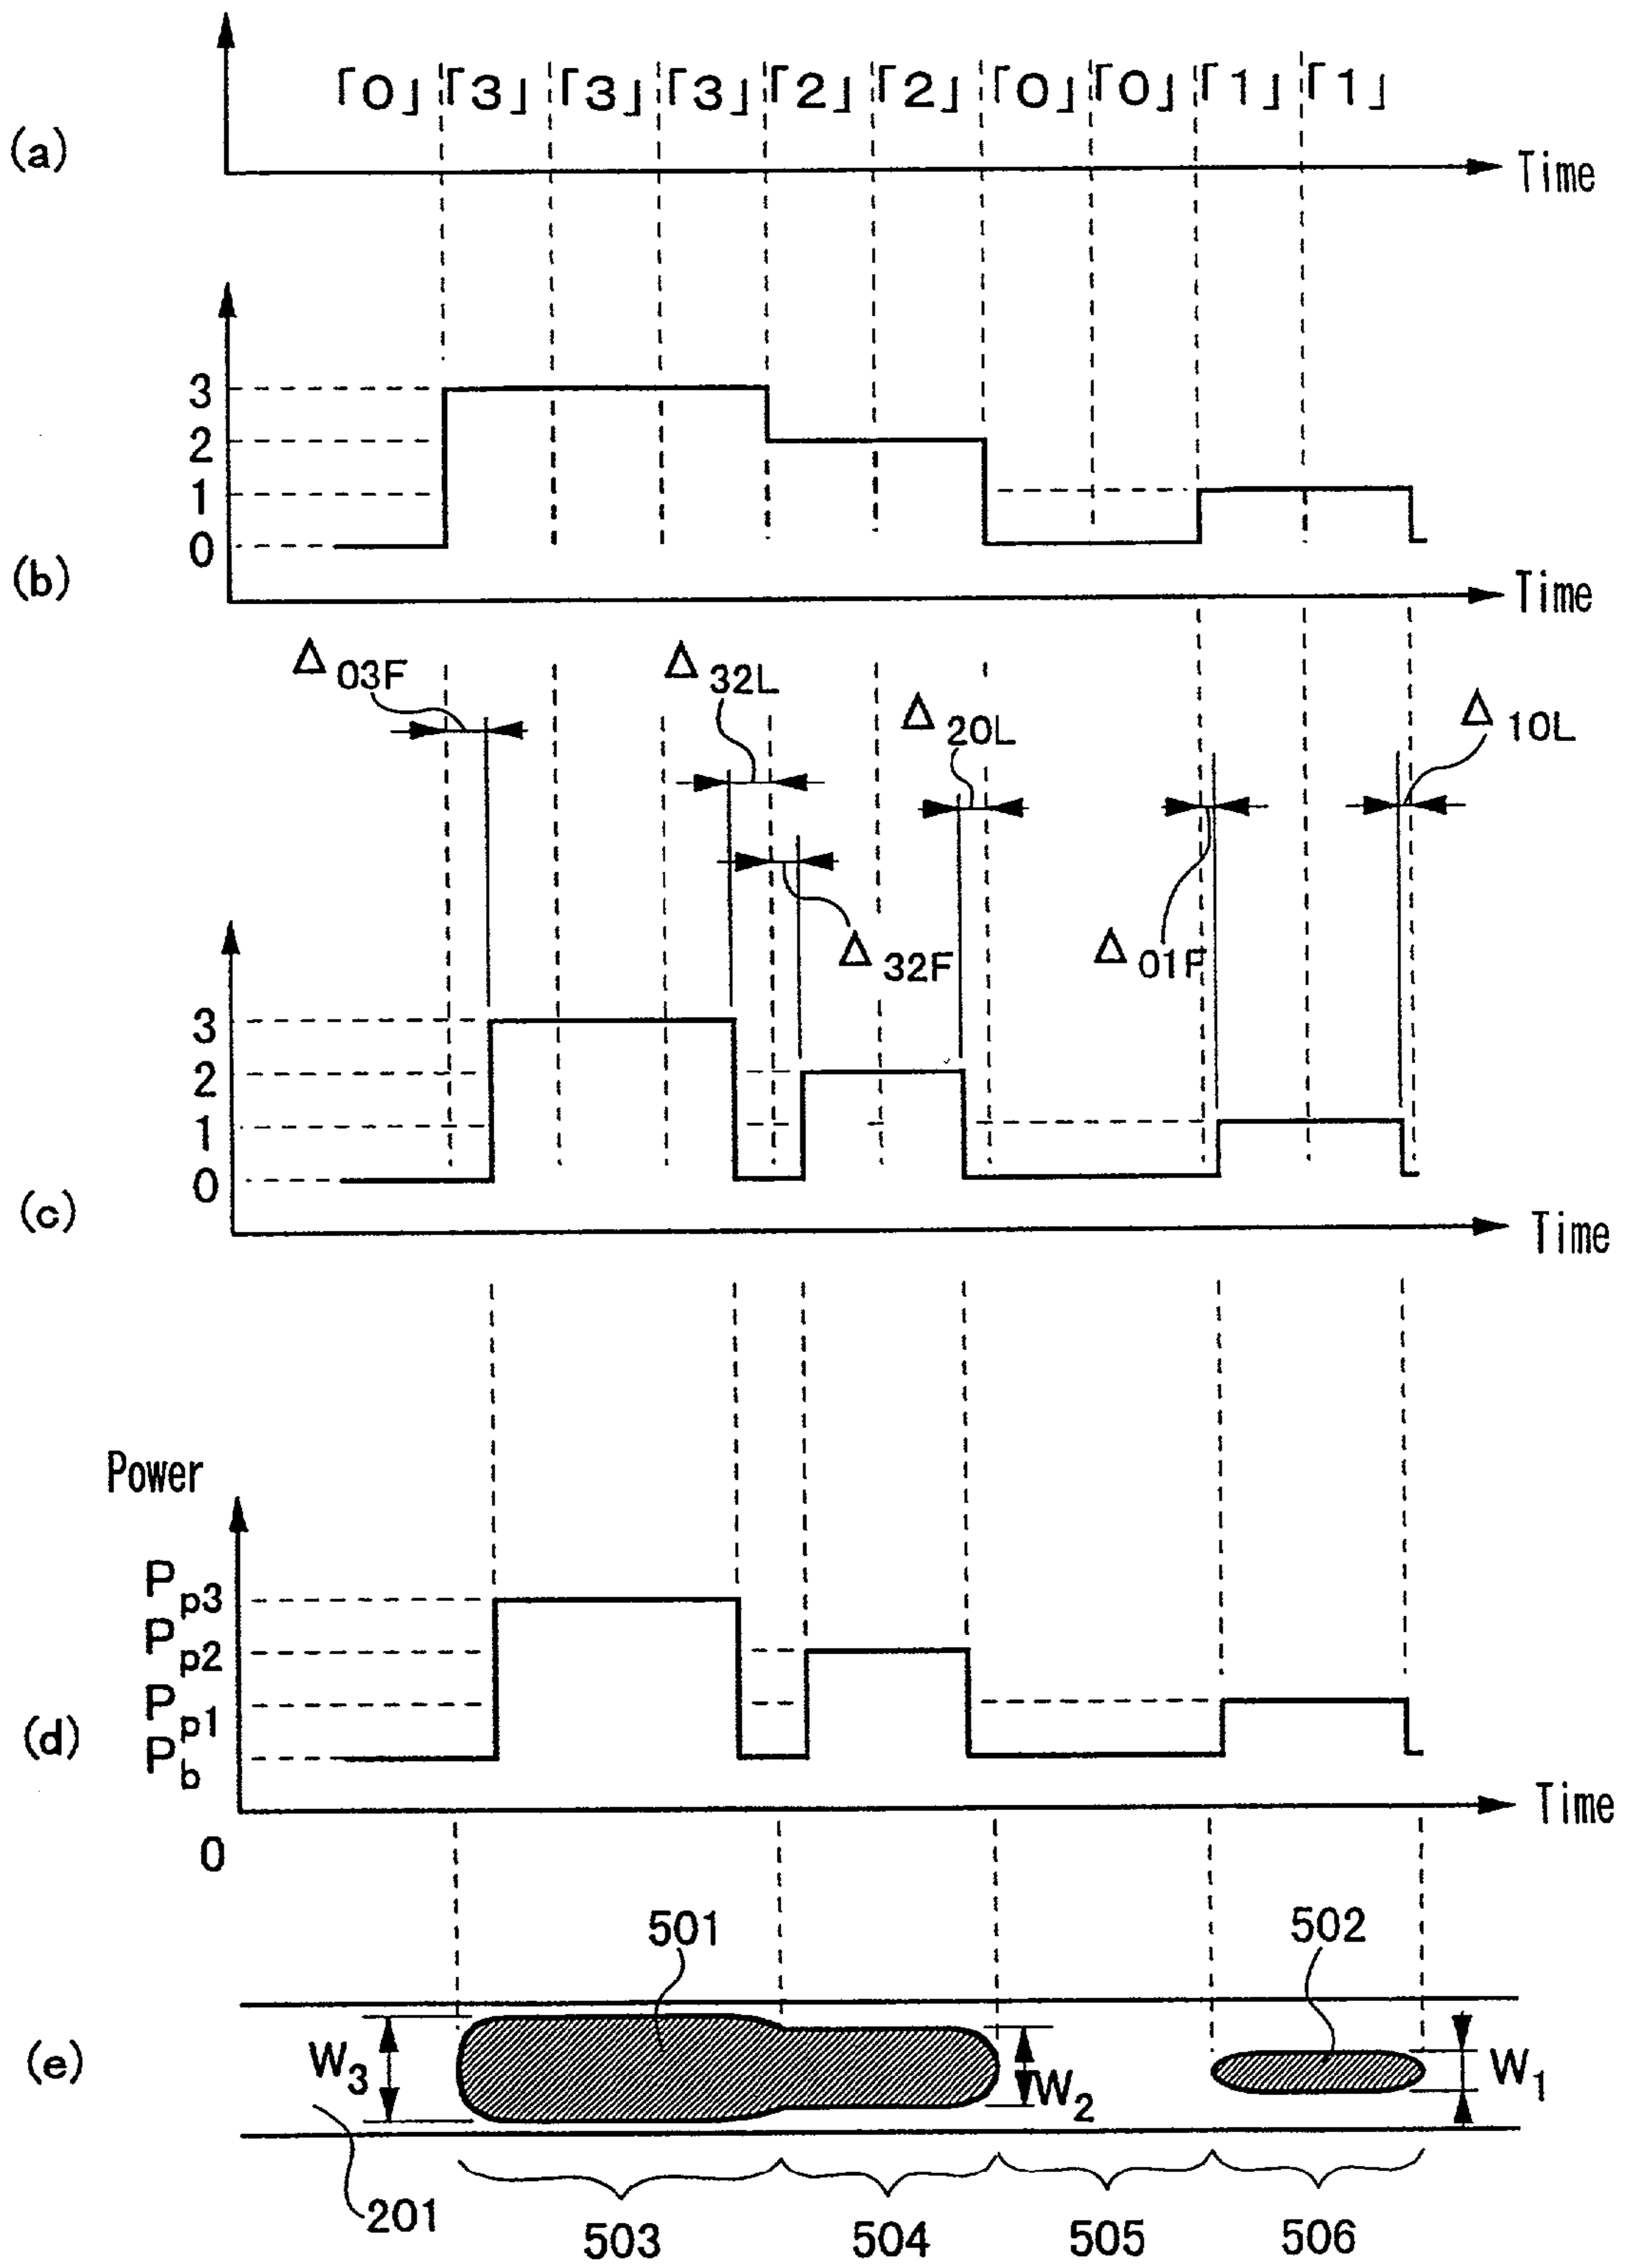 「0」「3」「3」「3」「2」「2」「0」「0」「1」「1」
(a)
Time
3
2
1
0
(b)
Time
Δ03F
Δ32L
Δ20L
Δ10L
Δ32F
Δ01F
3
2
1
0
(c)
Time
Power
Pp3
Pp2
Pp1
Pb
(d)
Time
0
501
502
(e)
W3
W2
W1
201
503
504
505
506